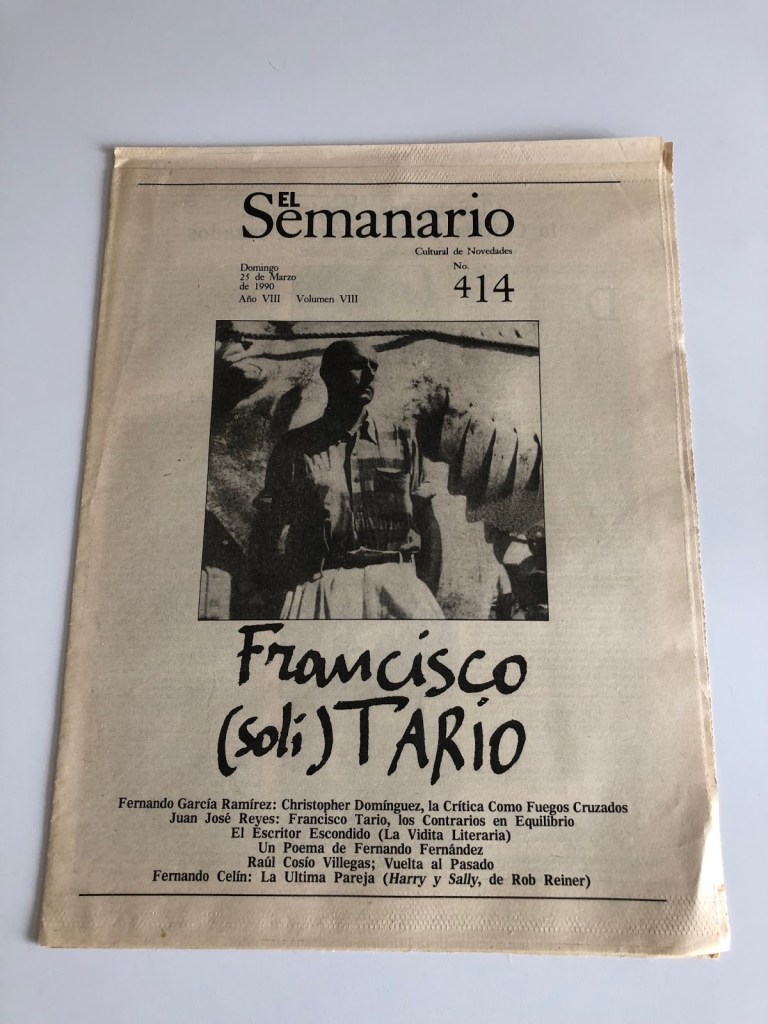 EL
Semanario
Cultural de Novedades
Domingo
25 de Marzo
de 1990
Año VIII Volumen VIII
No.
414
Francisco
(soli) TARIO
Fernando García Ramírez: Christopher Domínguez, la Crítica Como Fuegos Cruzados
Juan José Reyes: Francisco Tario, los Contrarios en Equilibrio
El Escritor Escondido (La Vidita Literaria)
Un Poema de Fernando Fernández
Raúl Cosío Villegas; Vuelta al Pasado
Fernando Celín: La Ultima Pareja (Harry y Sally, de Rob Reiner)